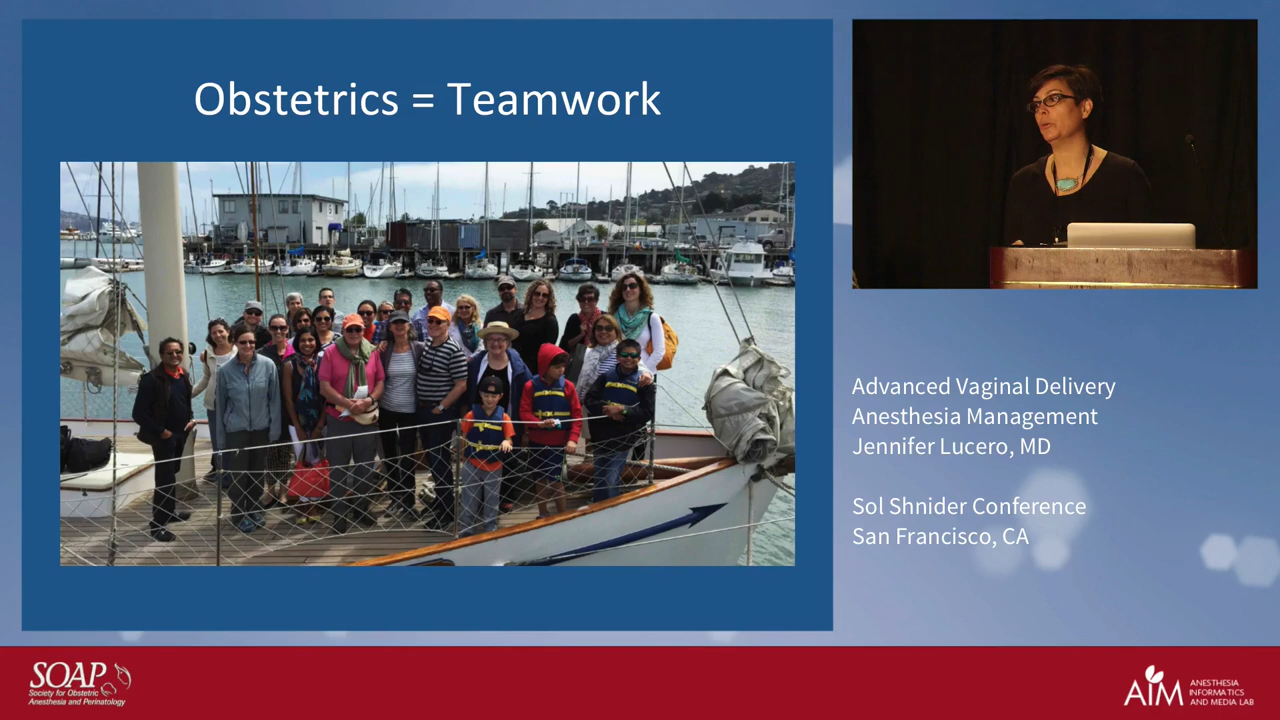 Obstetrics = Teamwork
Advanced Vaginal Delivery
Anesthesia Management
Jennifer Lucero, MD
Sol Shnider Conference
San Francisco, CA
SOAP
Society for Obstetric
Anesthesia and Perinatology
AIM
ANESTHESIA
INFORMATICS
AND MEDIA LAB